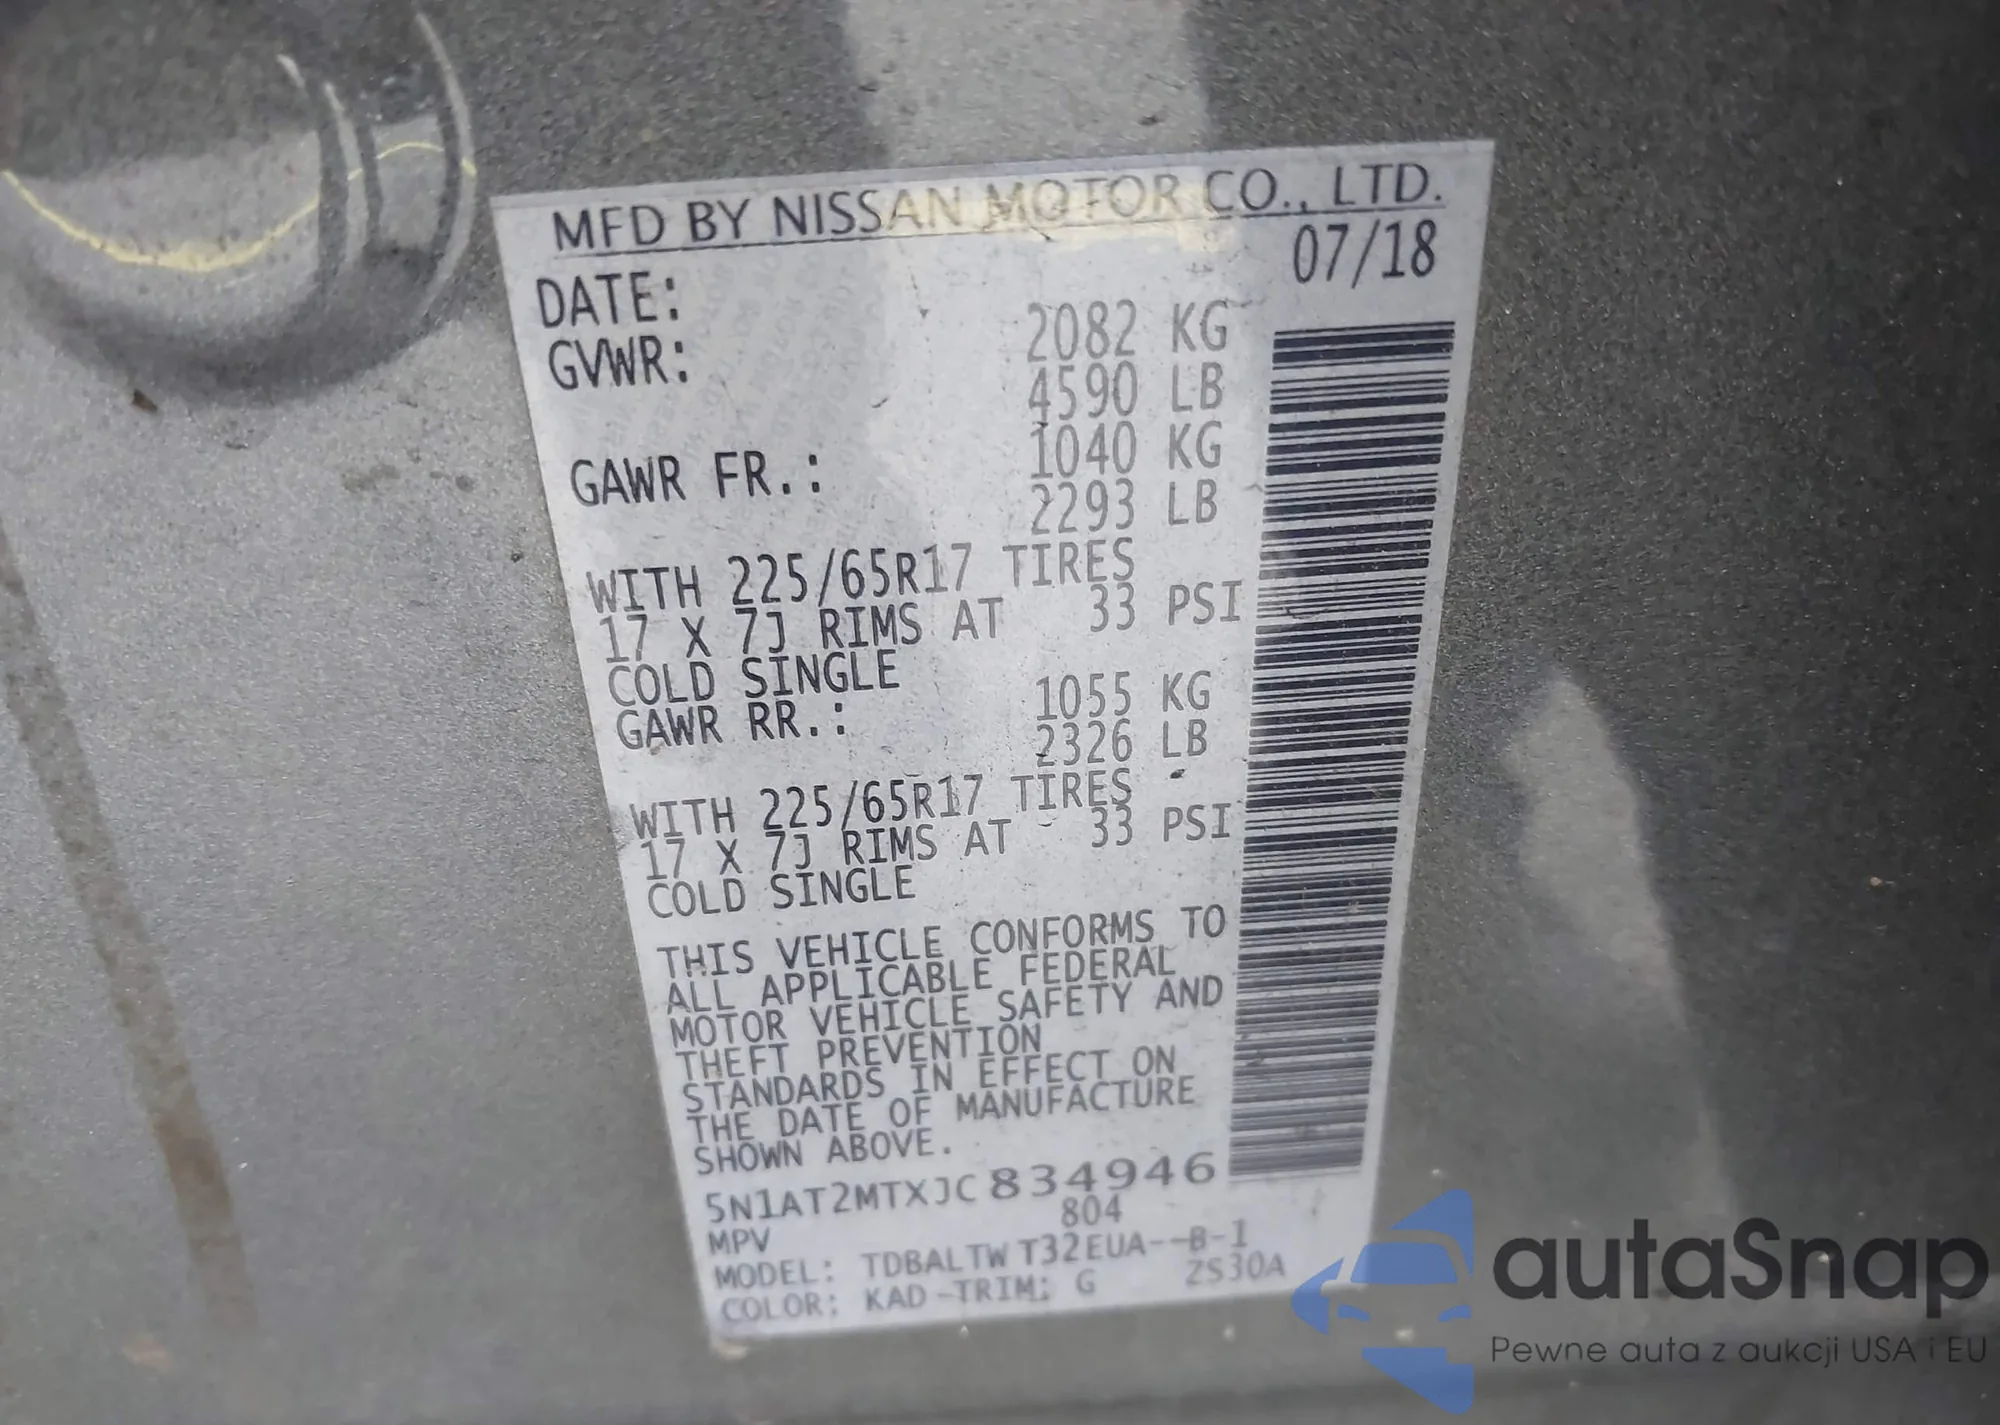 MFD BY NISSAN MOTOR CO., LTD.
DATE: 07/18
GVWR: 2082 KG
4590 LB
GAWR FR.: 1040 KG
2293 LB
WITH 225/65R17 TIRES
17 X 7J RIMS AT 33 PSI
COLD SINGLE
GAWR RR.: 1055 KG
2326 LB
WITH 225/65R17 TIRES
17 X 7J RIMS AT 33 PSI
COLD SINGLE
THIS VEHICLE CONFORMS TO
ALL APPLICABLE FEDERAL
MOTOR VEHICLE SAFETY AND
THEFT PREVENTION
STANDARDS IN EFFECT ON
THE DATE OF MANUFACTURE
SHOWN ABOVE.
5N1AT2MTXJC834946
MPV 804
MODEL: TDBALTW T32EUA--B-1
COLOR: KAD-TRIM: G ZS30A
autaSnap
Pewne auta z aukcji USA i EU